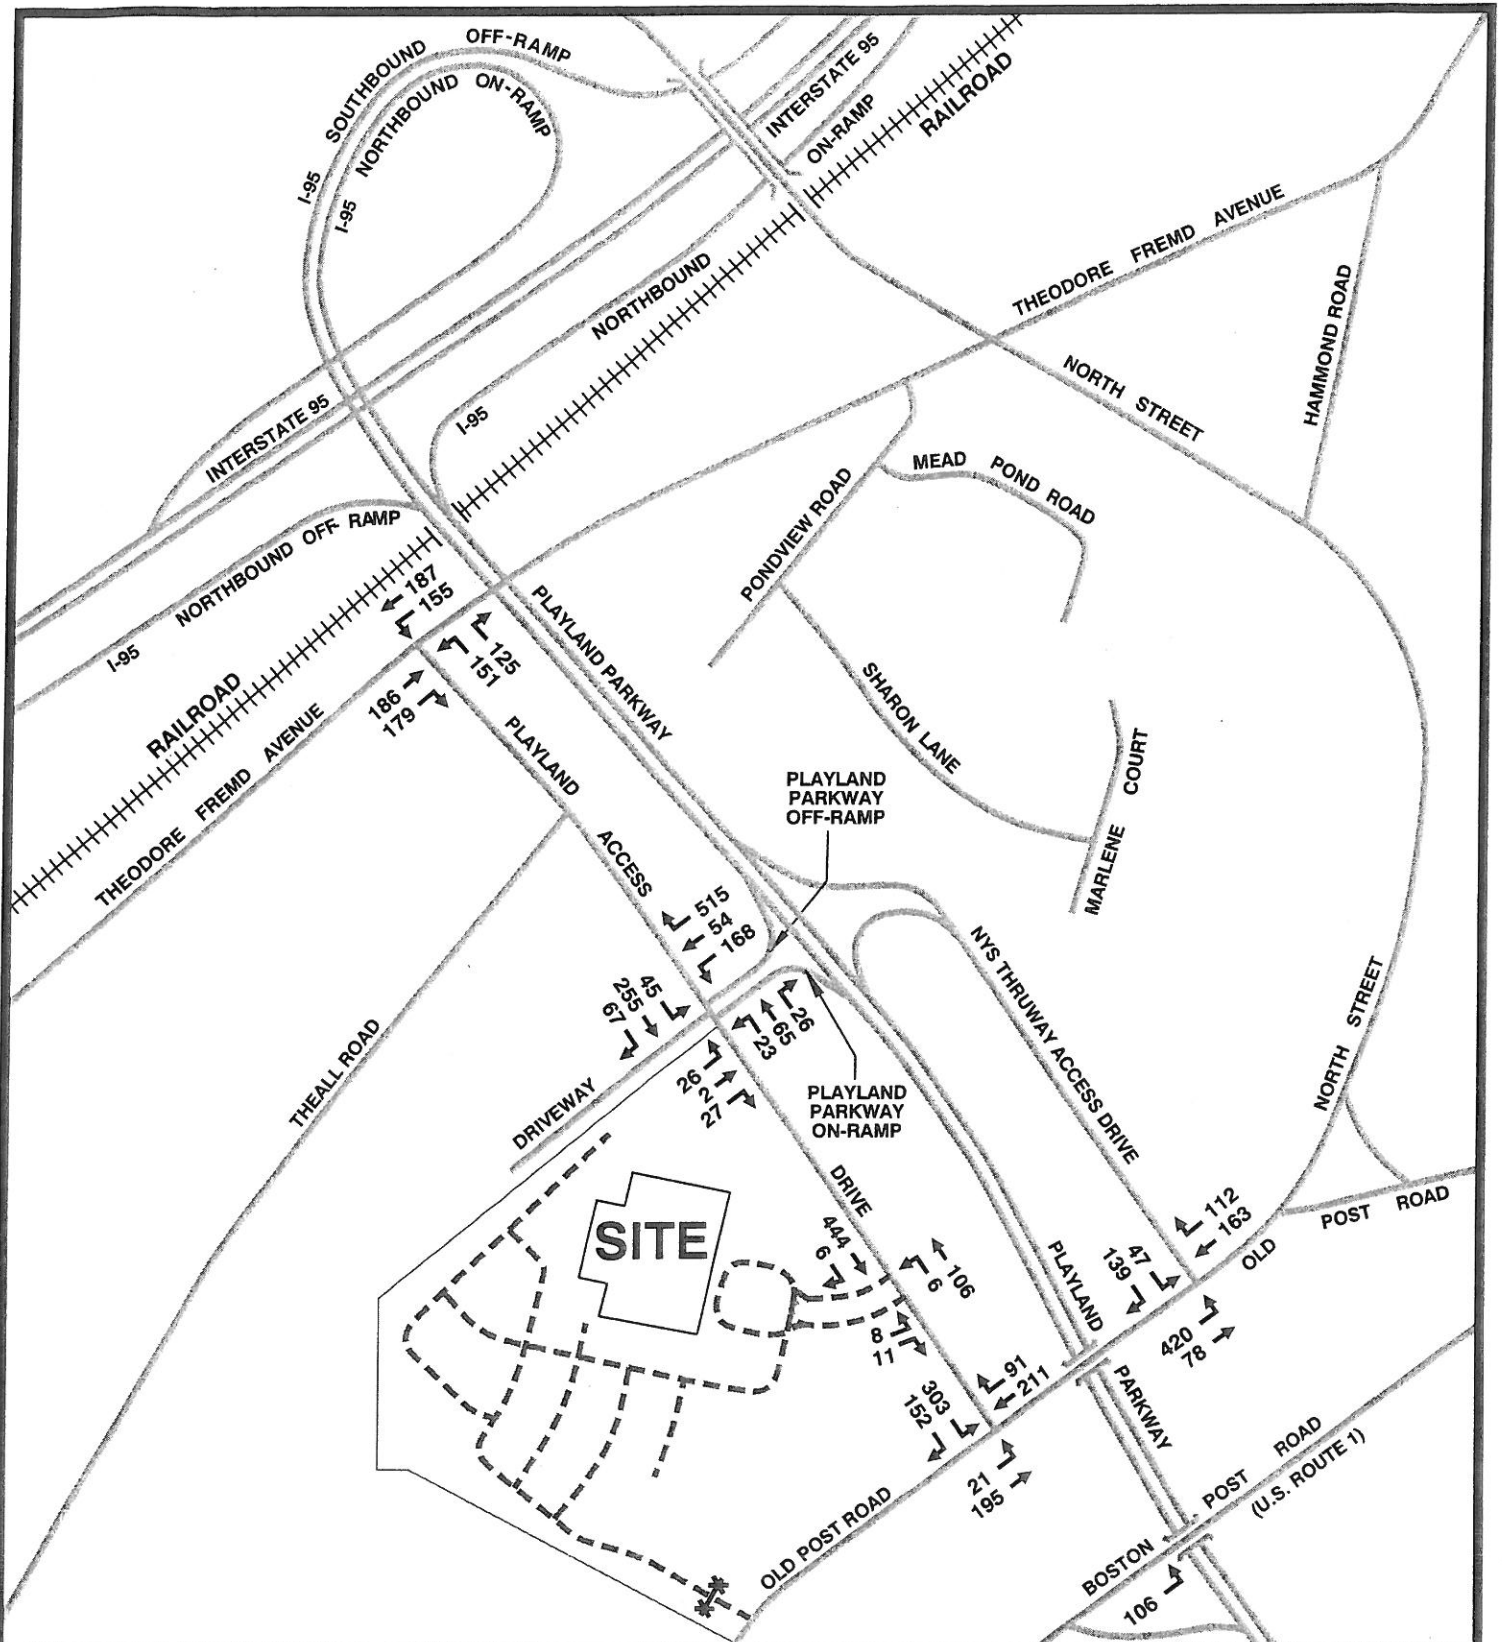 OFF-RAMP
SOUTHBOUND
I-95
NORTHBOUND ON-RAMP
I-95
INTERSTATE 95
ON-RAMP
RAILROAD
NORTHBOUND
I-95
THEODORE FREMD AVENUE
HAMMOND ROAD
NORTH STREET
INTERSTATE 95
I-95 NORTHBOUND OFF- RAMP
MEAD POND ROAD
PONDVIEW ROAD
187
155
125
151
186
179
RAILROAD
THEODORE FREMD AVENUE
PLAYLAND PARKWAY
SHARON LANE
MARLENE COURT
PLAYLAND ACCESS DRIVE
PLAYLAND
PARKWAY
OFF-RAMP
515
54
168
45
255
67
26
65
23
26
2
27
NYS THRUWAY ACCESS DRIVE
NORTH STREET
THEALL ROAD
DRIVEWAY
PLAYLAND
PARKWAY
ON-RAMP
SITE
444
6
106
6
8
11
112
163
47
139
420
78
OLD
POST ROAD
PLAYLAND PARKWAY
91
211
303
152
21
195
OLD POST ROAD
BOSTON POST ROAD
(U.S. ROUTE 1)
106